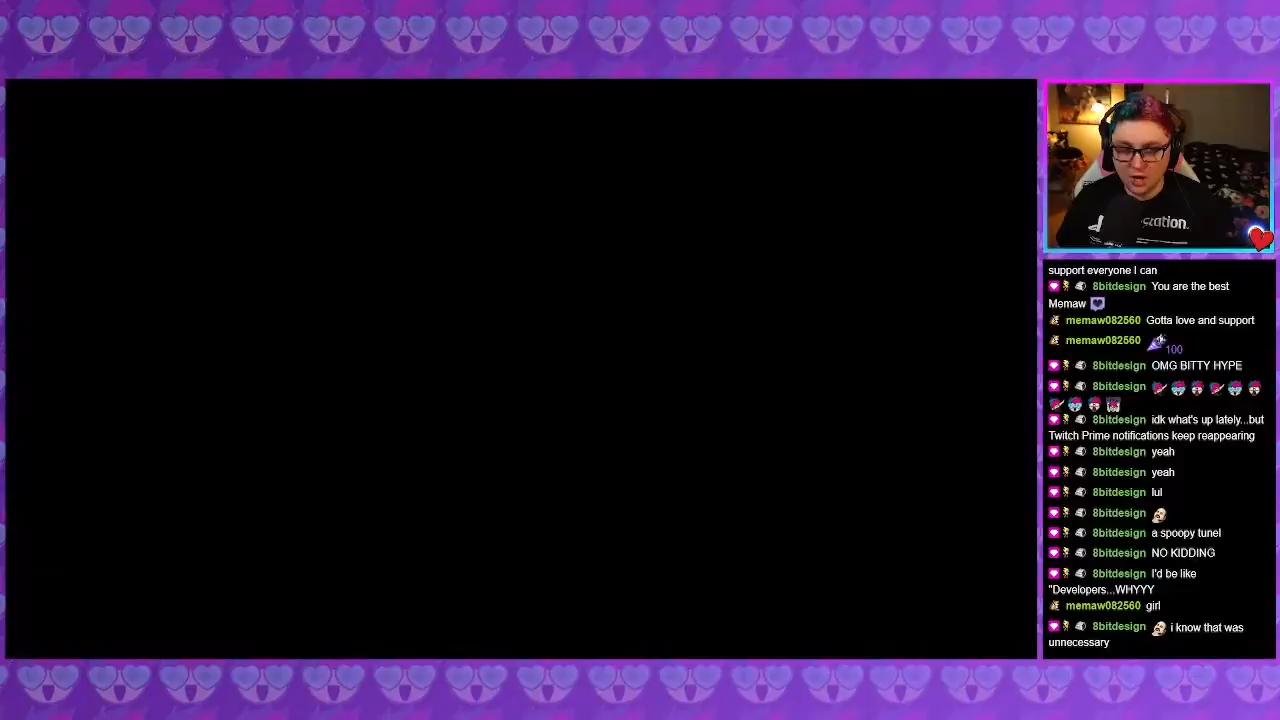 ztation.
support everyone I can
8bitdesign You are the best
Memaw
memaw082560 Gotta love and support
memaw082560 100
8bitdesign OMG BITTY HYPE
8bitdesign
8bitdesign idk what's up lately...but
Twitch Prime notifications keep reappearing
8bitdesign yeah
8bitdesign yeah
8bitdesign lul
8bitdesign
8bitdesign a spoopy tunel
8bitdesign NO KIDDING
8bitdesign I'd be like
"Developers...WHYYY
memaw082560 girl
8bitdesign i know that was
unnecessary